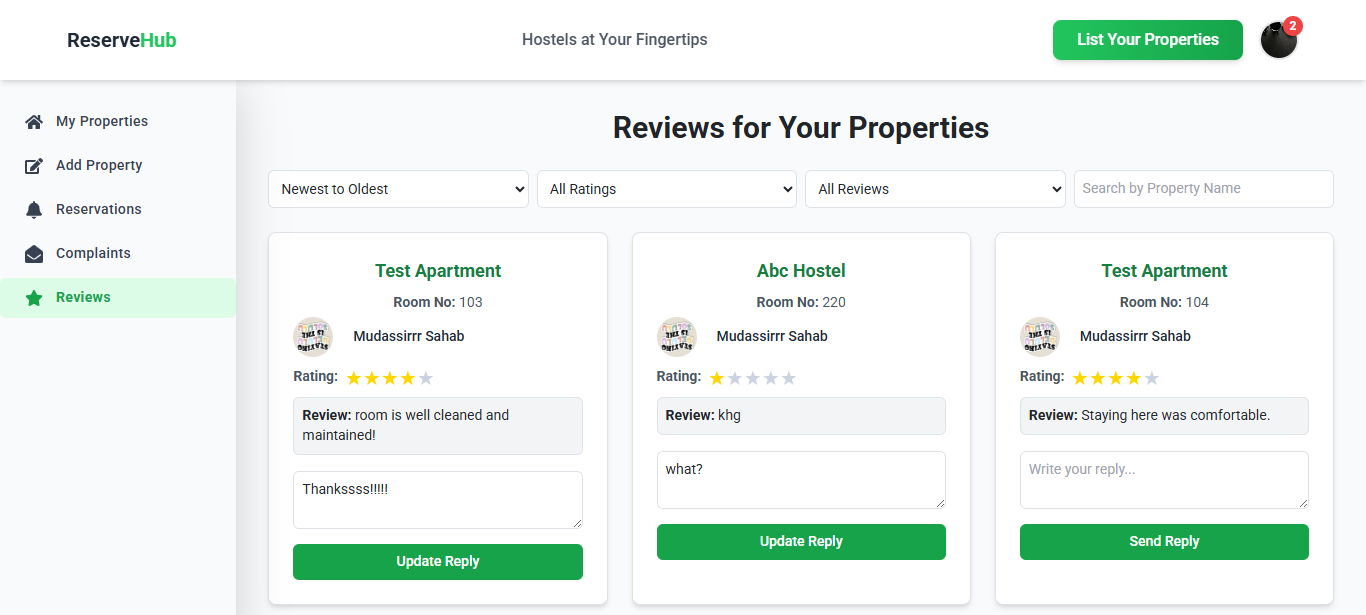 ReserveHub
Hostels at Your Fingertips
List Your Properties
2
My Properties
Add Property
Reservations
Complaints
Reviews
Reviews for Your Properties
Newest to Oldest
All Ratings
All Reviews
Search by Property Name
Test Apartment
Room No: 103
Mudassirrr Sahab
Rating:
Review: room is well cleaned and
maintained!
Thankssss!!!!!
Update Reply
Abc Hostel
Room No: 220
Mudassirrr Sahab
Rating:
Review: khg
what?
Update Reply
Test Apartment
Room No: 104
Mudassirrr Sahab
Rating:
Review: Staying here was comfortable.
Write your reply...
Send Reply